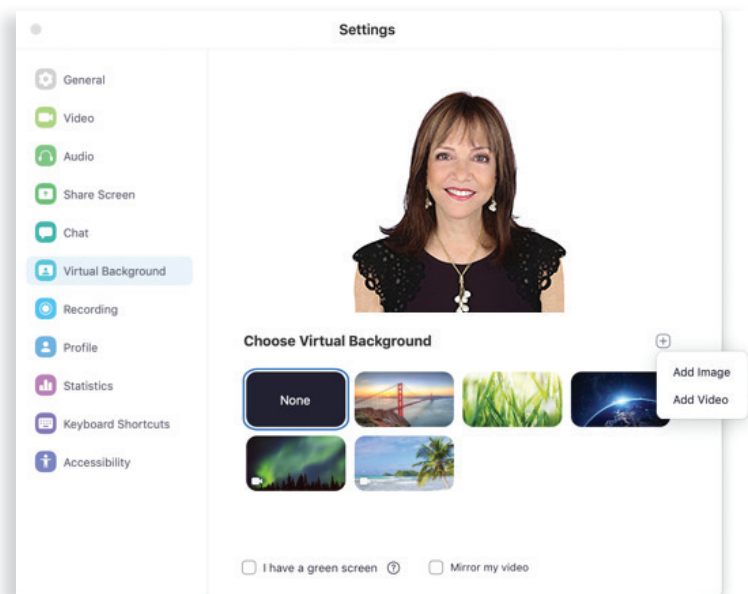 Settings
General
Video
Audio
Share Screen
Chat
Virtual Background
Recording
Profile
Statistics
Keyboard Shortcuts
Accessibility
Choose Virtual Background
Add Image
Add Video
None
I have a green screen ?
Mirror my video